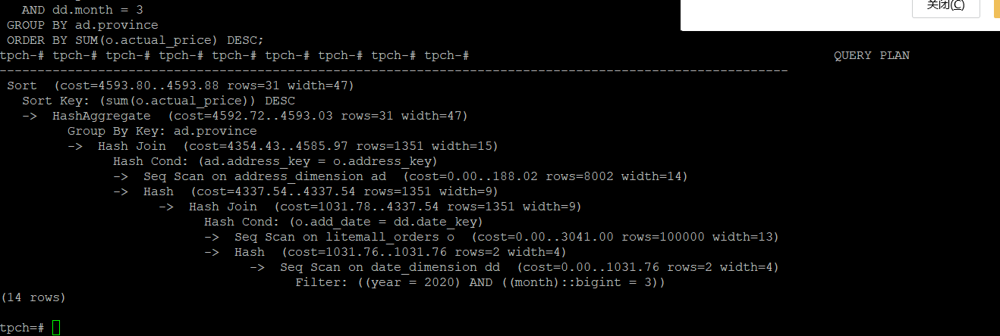 关闭(C)
AND dd.month = 3
GROUP BY ad.province
ORDER BY SUM(o.actual_price) DESC;
tpch-# tpch-# tpch-# tpch-# tpch-# tpch-# tpch-# tpch-# tpch-# QUERY PLAN
--------------------------------------------------------------------------------------------------------
Sort (cost=4593.80..4593.88 rows=31 width=47)
Sort Key: (sum(o.actual_price)) DESC
-> HashAggregate (cost=4592.72..4593.03 rows=31 width=47)
Group By Key: ad.province
-> Hash Join (cost=4354.43..4585.97 rows=1351 width=15)
Hash Cond: (ad.address_key = o.address_key)
-> Seq Scan on address_dimension ad (cost=0.00..188.02 rows=8002 width=14)
-> Hash (cost=4337.54..4337.54 rows=1351 width=9)
-> Hash Join (cost=1031.78..4337.54 rows=1351 width=9)
Hash Cond: (o.add_date = dd.date_key)
-> Seq Scan on litemall_orders o (cost=0.00..3041.00 rows=100000 width=13)
-> Hash (cost=1031.76..1031.76 rows=2 width=4)
-> Seq Scan on date_dimension dd (cost=0.00..1031.76 rows=2 width=4)
Filter: ((year = 2020) AND ((month)::bigint = 3))
(14 rows)
tpch=#